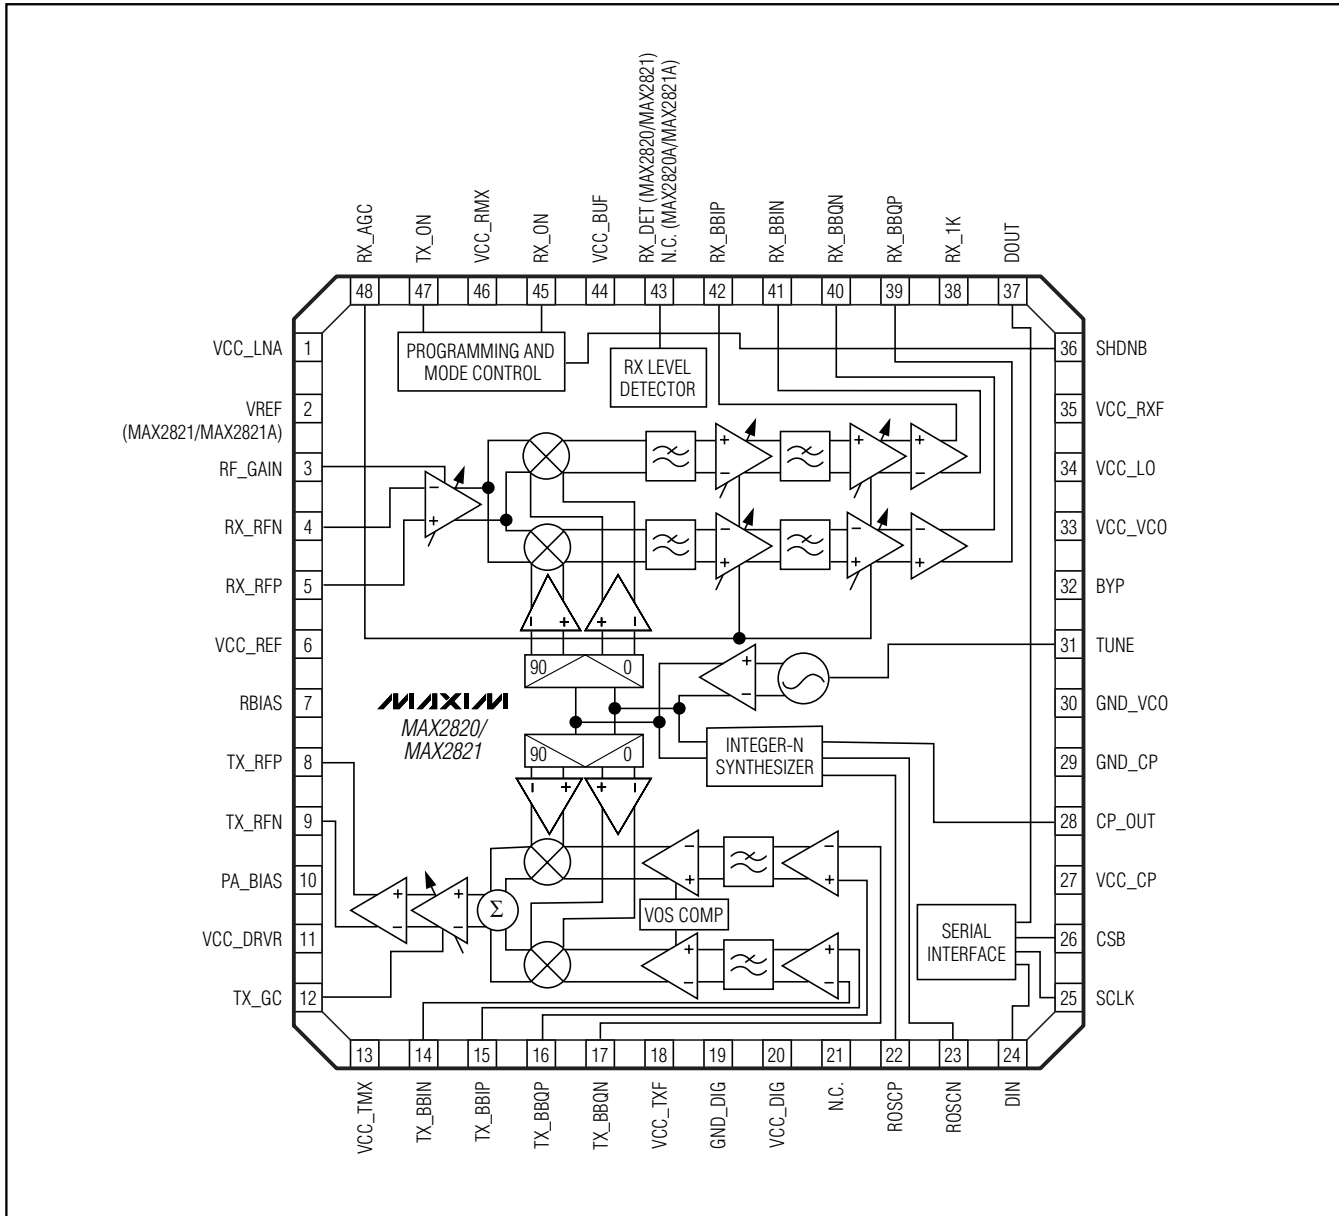 RX_AGC
TX_ON
VCC_RMX
RX_ON
VCC_BUF
RX_DET (MAX2820/MAX2821)
N.C. (MAX2820A/MAX2821A)
RX_BBIP
RX_BBIN
RX_BBQN
RX_BBQP
RX_1K
DOUT
48
47
46
45
44
43
42
41
40
39
38
37
VCC_LNA
1
VREF
(MAX2821/MAX2821A)
2
RF_GAIN
3
RX_RFN
4
RX_RFP
5
VCC_REF
6
RBIAS
7
TX_RFP
8
TX_RFN
9
PA_BIAS
10
VCC_DRVR
11
TX_GC
12
PROGRAMMING AND
MODE CONTROL
RX LEVEL
DETECTOR
+
−
+
−
−
+
−
+
−
+
−
+
−
+
−
+
−
+
−
+
+
−
90
0
+
−
MAXIM
MAX2820/
MAX2821
INTEGER-N
SYNTHESIZER
90
0
−
+
+
−
−
+
−
+
+
−
+
−
Σ
VOS COMP
+
−
+
−
SERIAL
INTERFACE
36
SHDNB
35
VCC_RXF
34
VCC_LO
33
VCC_VCO
32
BYP
31
TUNE
30
GND_VCO
29
GND_CP
28
CP_OUT
27
VCC_CP
26
CSB
25
SCLK
13
14
15
16
17
18
19
20
21
22
23
24
VCC_TMX
TX_BBIN
TX_BBIP
TX_BBQP
TX_BBQN
VCC_TXF
GND_DIG
VCC_DIG
N.C.
ROSCP
ROSCN
DIN